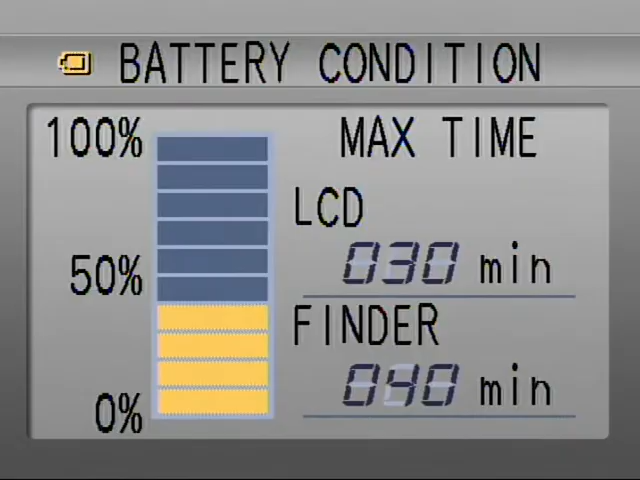 BATTERY CONDITION
100%
MAX TIME
LCD
030 min
50%
FINDER
040 min
0%